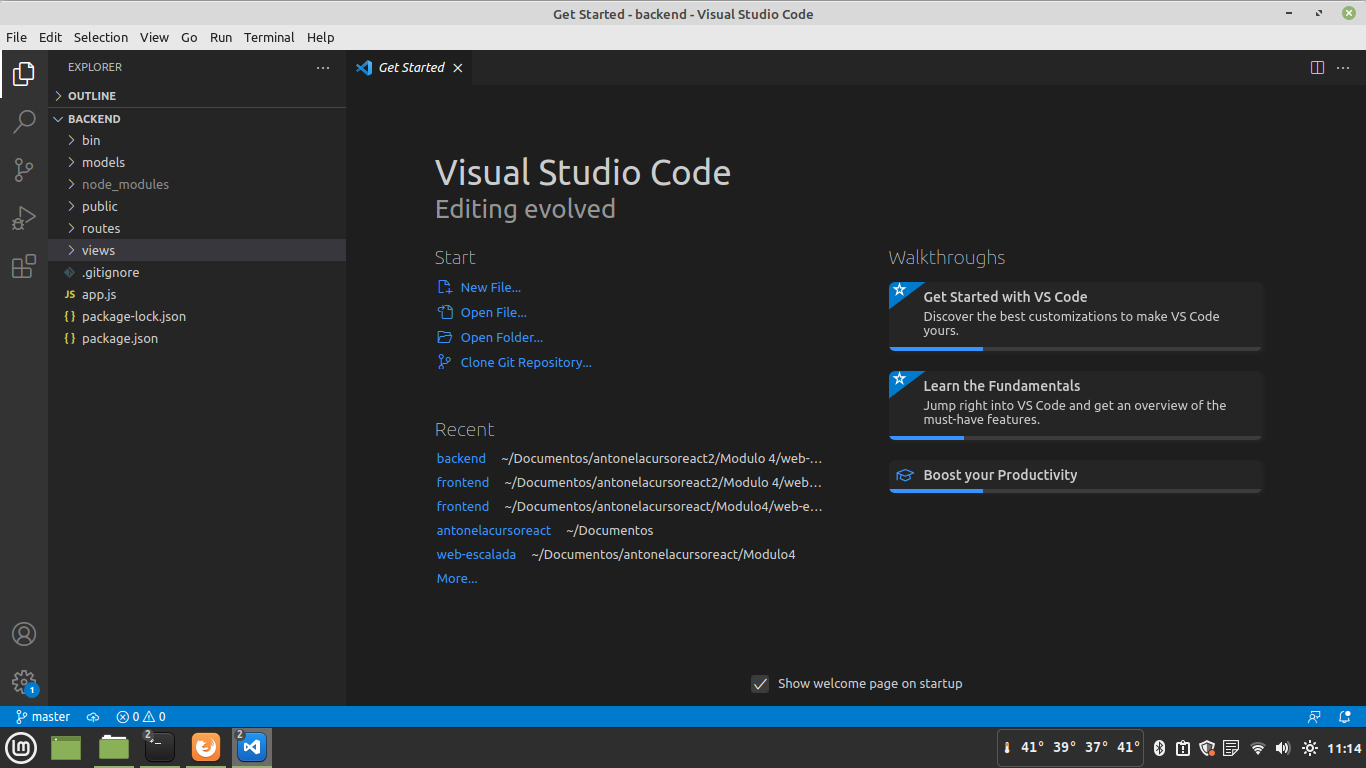 Get Started - backend - Visual Studio Code
File Edit Selection View Go Run Terminal Help
EXPLORER
OUTLINE
BACKEND
bin
models
node_modules
public
routes
views
.gitignore
JS app.js
{ } package-lock.json
{ } package.json
Get Started
Visual Studio Code
Editing evolved
Start
New File...
Open File...
Open Folder...
Clone Git Repository...
Recent
backend ~/Documentos/antonelacursoreact2/Modulo 4/web-...
frontend ~/Documentos/antonelacursoreact2/Modulo 4/web...
frontend ~/Documentos/antonelacursoreact/Modulo4/web-e...
antonelacursoreact ~/Documentos
web-escalada ~/Documentos/antonelacursoreact/Modulo4
More...
Walkthroughs
Get Started with VS Code
Discover the best customizations to make VS Code
yours.
Learn the Fundamentals
Jump right into VS Code and get an overview of the
must-have features.
Boost your Productivity
Show welcome page on startup
1
master 0 0
2
2
41° 39° 37° 41°
11:14